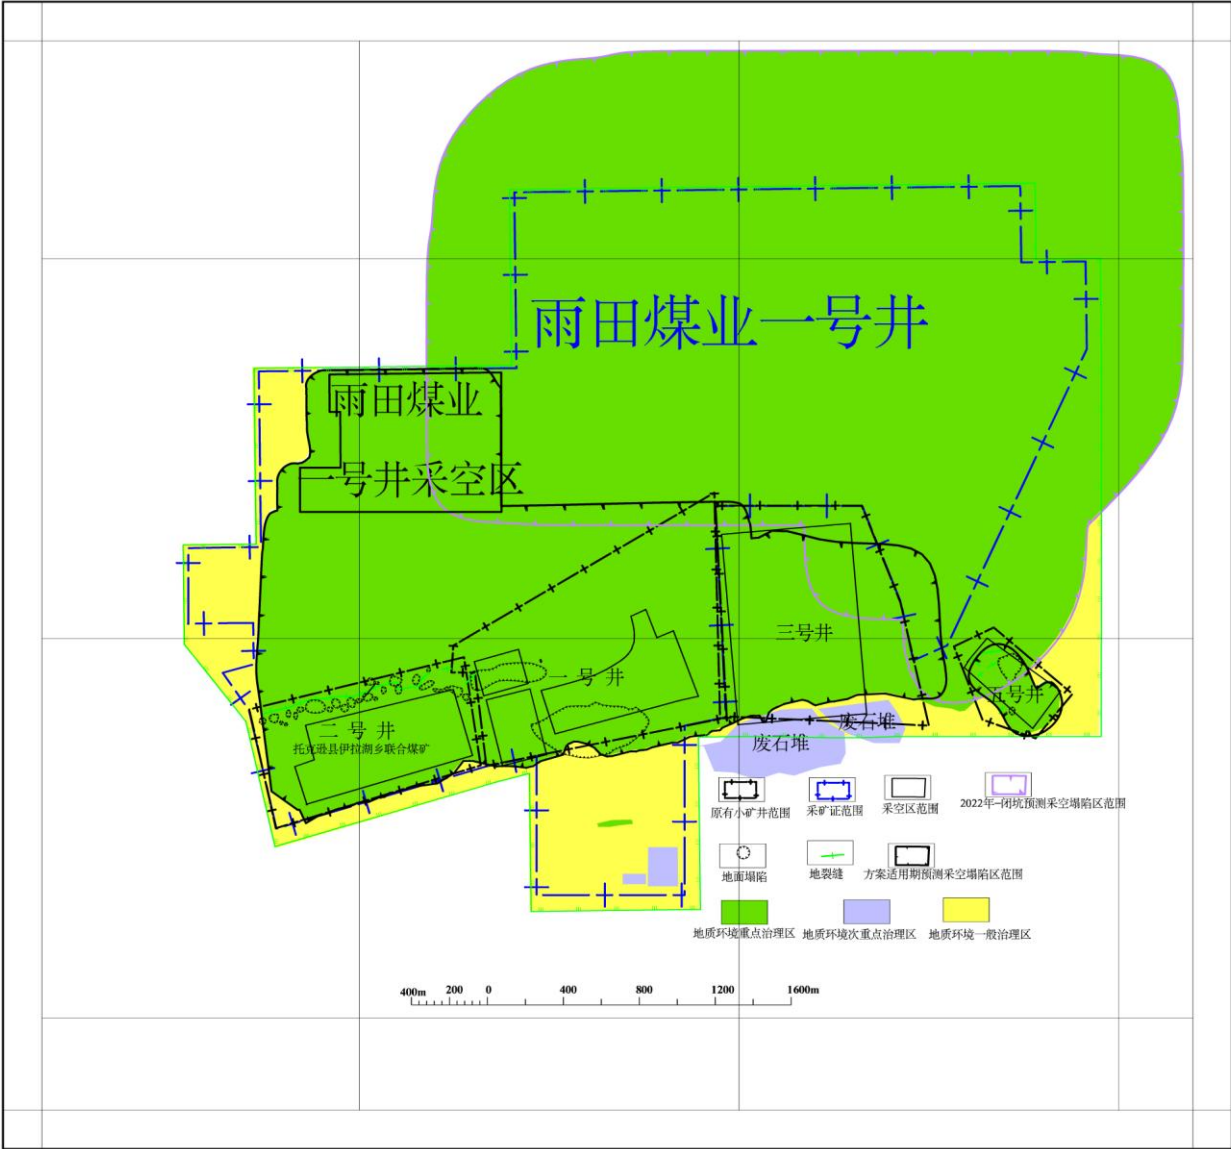 雨田煤业一号井
雨田煤业
一号井采空区
三号井
一号井
五号井
二号井
托克逊县伊拉湖乡联合煤矿
废石堆
废石堆
原有小矿井范围
采矿证范围
采空区范围
2022年-闭坑预测采空塌陷区范围
地面塌陷
地裂缝
方案适用期预测采空塌陷区范围
地质环境重点治理区
地质环境次重点治理区
地质环境一般治理区
400m 200 0 400 800 1200 1600m